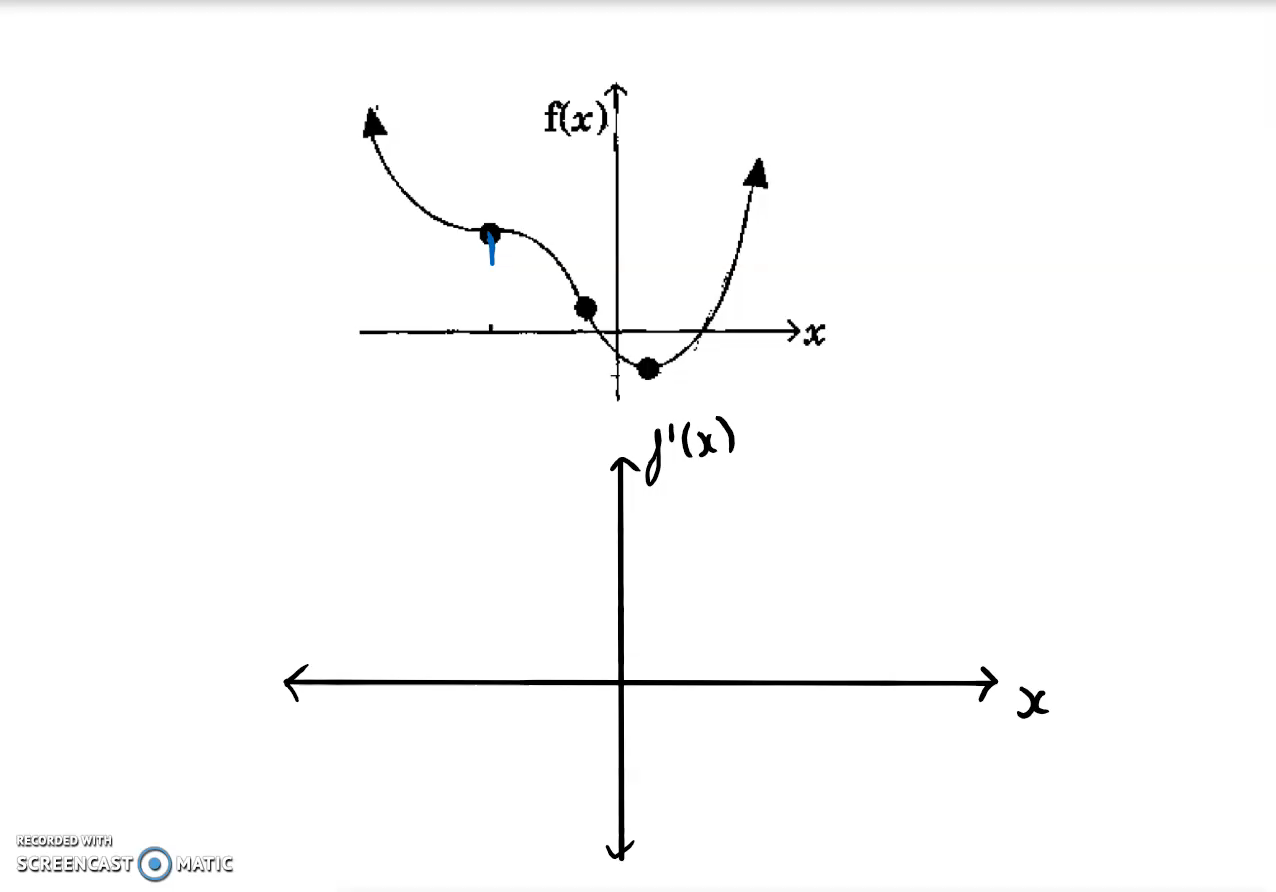 f(x)
x
f'(x)
x
RECORDED WITH
SCREENCAST MATIC